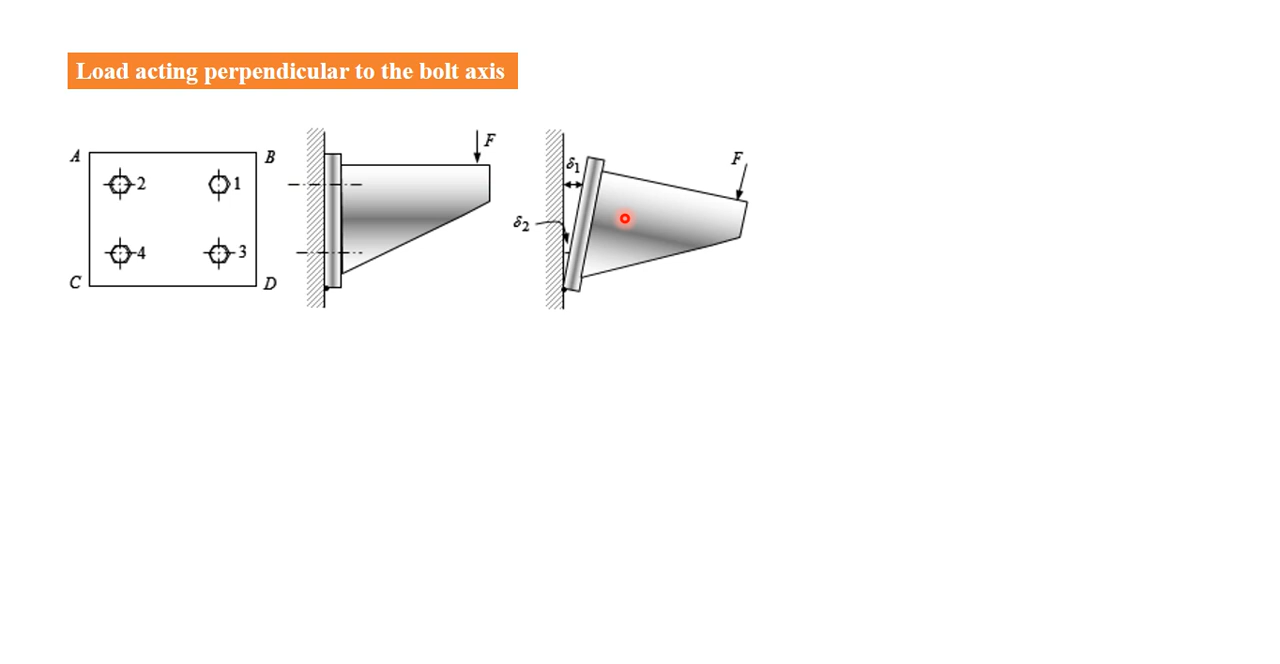 Load acting perpendicular to the bolt axis
A
B
2
1
4
3
C
D
F
δ1
δ2
F